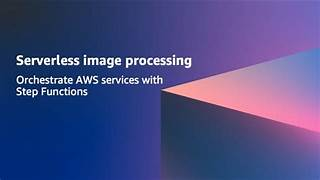 Serverless image processing
Orchestrate AWS services with
Step Functions